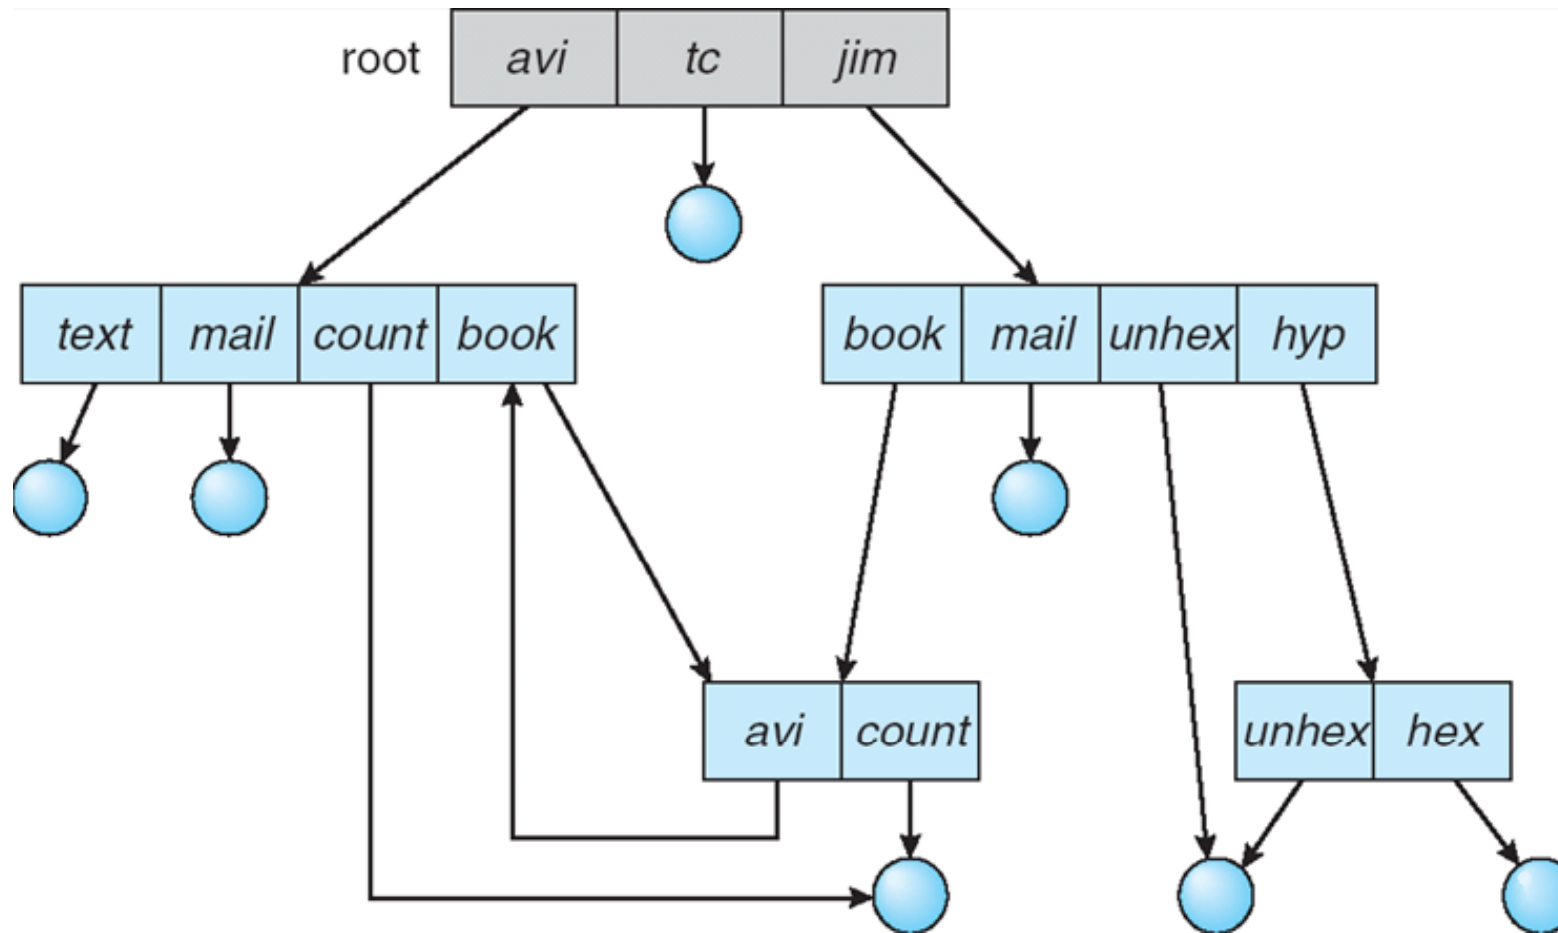 root avi tc jim
text mail count book book mail unhex hyp
avi count unhex hex